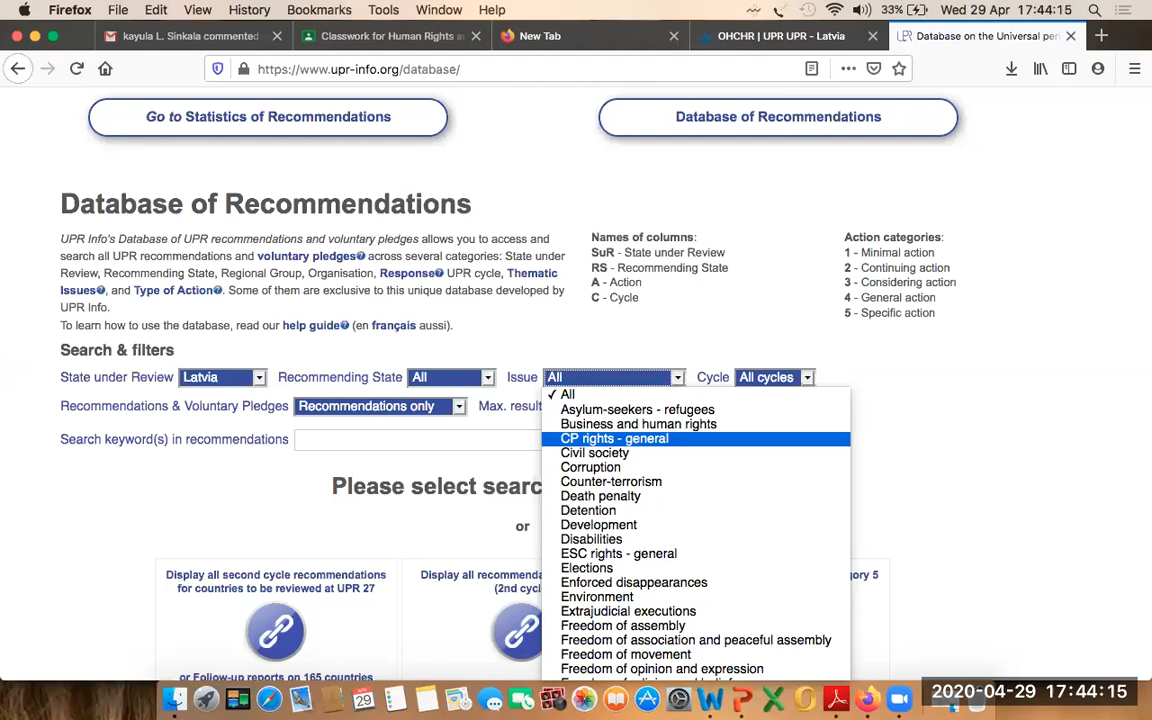 Firefox File Edit View History Bookmarks Tools Window Help 33% Wed 29 Apr 17:44:15
kayula L. Sinkala commented Classwork for Human Rights a New Tab OHCHR | UPR UPR - Latvia Database on the Universal per
https://www.upr-info.org/database/
Go to Statistics of Recommendations Database of Recommendations
Database of Recommendations
UPR Info's Database of UPR recommendations and voluntary pledges allows you to access and
search all UPR recommendations and voluntary pledges across several categories: State under
Review, Recommending State, Regional Group, Organisation, Response UPR cycle, Thematic
Issues, and Type of Action. Some of them are exclusive to this unique database developed by
UPR Info.
To learn how to use the database, read our help guide (en français aussi).
Names of columns:
SuR - State under Review
RS - Recommending State
A - Action
C - Cycle
Action categories:
1 - Minimal action
2 - Continuing action
3 - Considering action
4 - General action
5 - Specific action
Search & filters
State under Review Latvia Recommending State All Issue All Cycle All cycles
Recommendations & Voluntary Pledges Recommendations only Max. result
Search keyword(s) in recommendations
✓ All
Asylum-seekers - refugees
Business and human rights
CP rights - general
Civil society
Corruption
Counter-terrorism
Death penalty
Detention
Development
Disabilities
ESC rights - general
Elections
Enforced disappearances
Environment
Extrajudicial executions
Freedom of assembly
Freedom of association and peaceful assembly
Freedom of movement
Freedom of opinion and expression
Please select searc
or
Display all second cycle recommendations
for countries to be reviewed at UPR 27
Display all recommend
(2nd cycl
ory 5
or Follow-up reports on 165 countries
2020-04-29 17:44:15